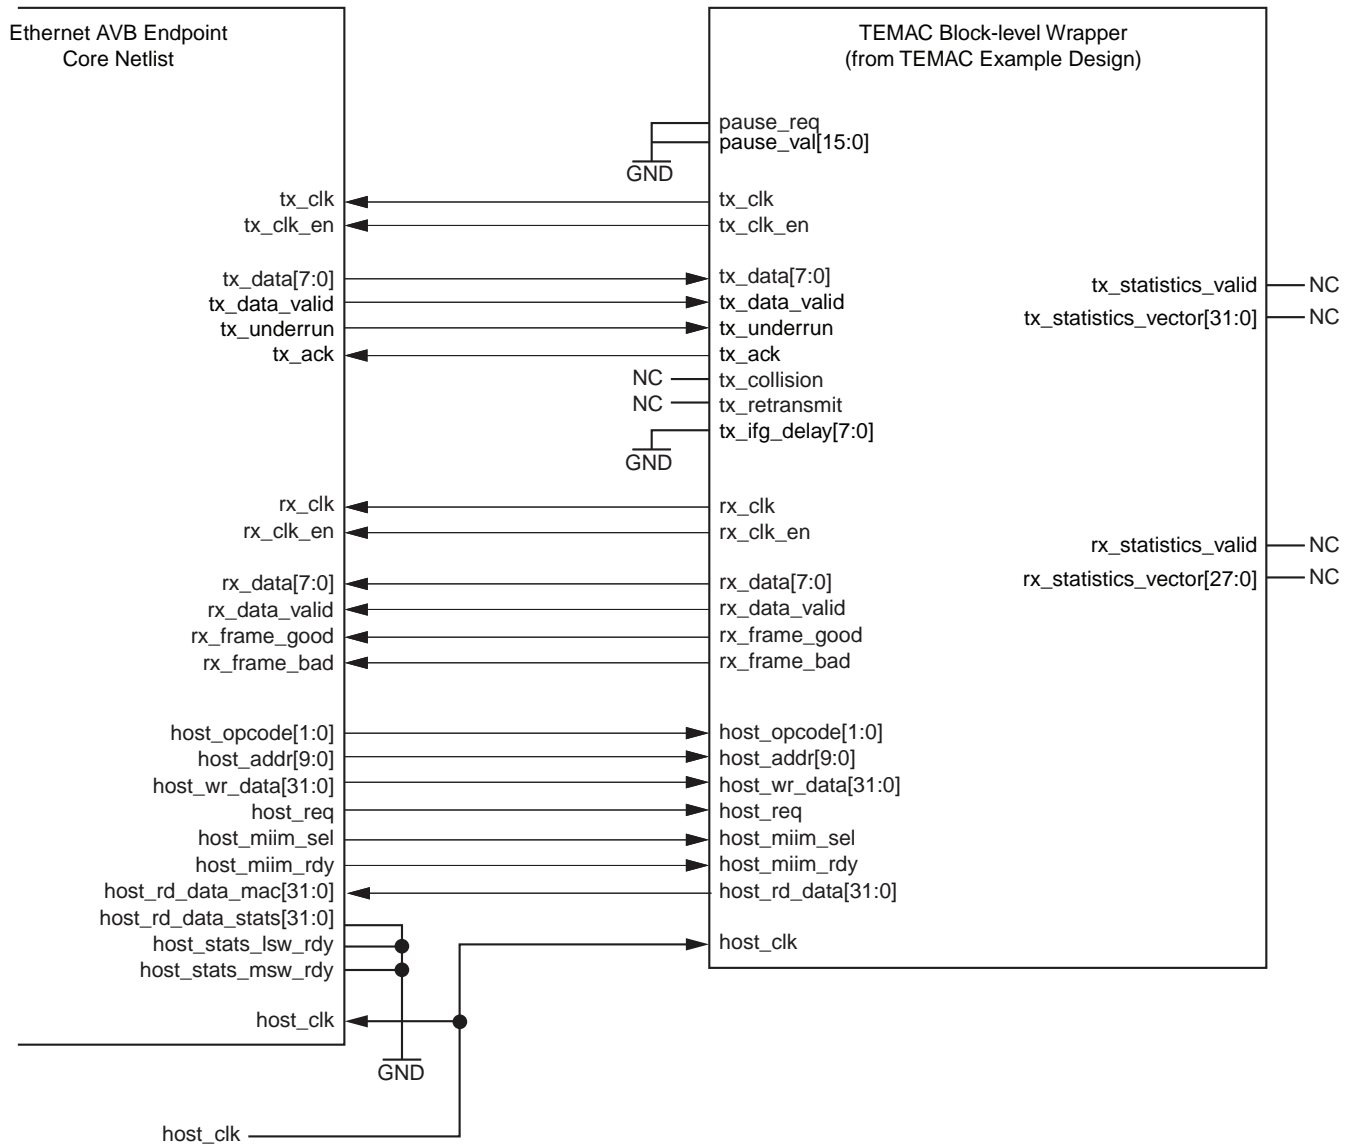 Ethernet AVB Endpoint
Core Netlist
TEMAC Block-level Wrapper
(from TEMAC Example Design)
pause_req
pause_val[15:0]
GND
tx_clk
tx_clk
tx_clk_en
tx_clk_en
tx_data[7:0]
tx_data[7:0]
tx_statistics_valid
NC
tx_data_valid
tx_data_valid
tx_statistics_vector[31:0]
NC
tx_underrun
tx_underrun
tx_ack
tx_ack
NC
tx_collision
NC
tx_retransmit
tx_ifg_delay[7:0]
GND
rx_clk
rx_clk
rx_clk_en
rx_clk_en
rx_statistics_valid
NC
rx_data[7:0]
rx_data[7:0]
rx_statistics_vector[27:0]
NC
rx_data_valid
rx_data_valid
rx_frame_good
rx_frame_good
rx_frame_bad
rx_frame_bad
host_opcode[1:0]
host_opcode[1:0]
host_addr[9:0]
host_addr[9:0]
host_wr_data[31:0]
host_wr_data[31:0]
host_req
host_req
host_miim_sel
host_miim_sel
host_miim_rdy
host_miim_rdy
host_rd_data_mac[31:0]
host_rd_data[31:0]
host_rd_data_stats[31:0]
host_stats_lsw_rdy
host_clk
host_stats_msw_rdy
host_clk
GND
host_clk